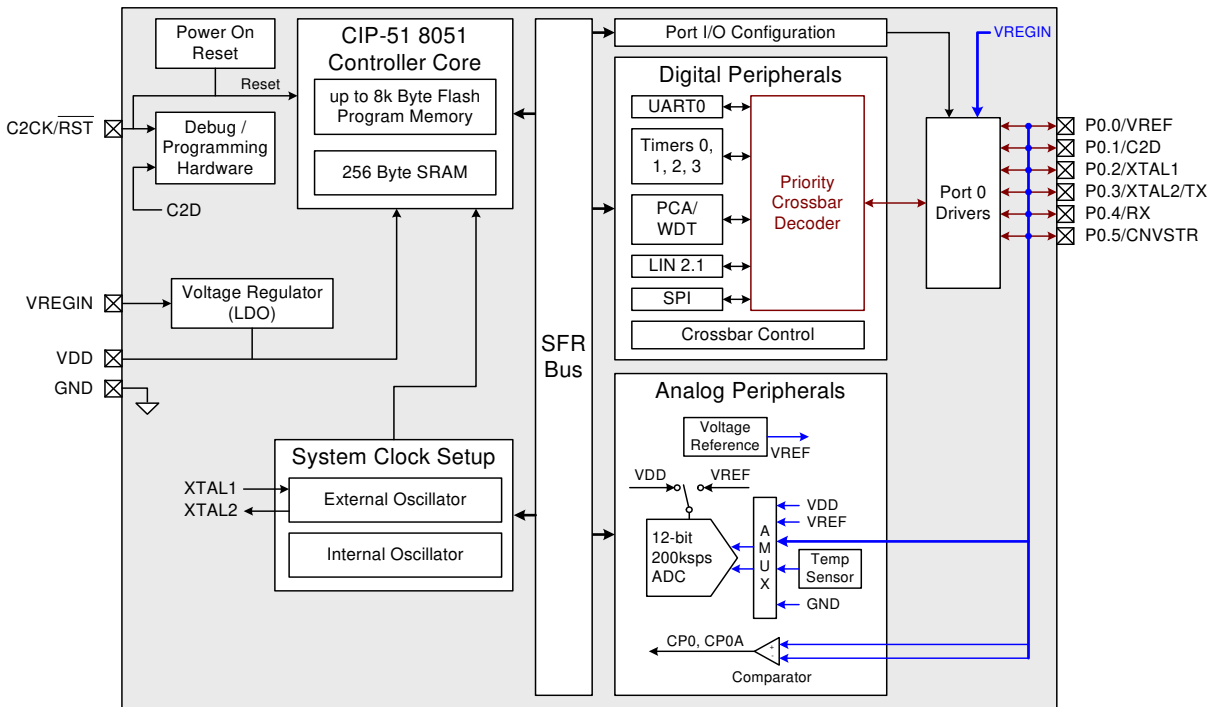 Power On
Reset
Reset
C2CK/RST
Debug /
Programming
Hardware
C2D
CIP-51 8051
Controller Core
up to 8k Byte Flash
Program Memory
256 Byte SRAM
VREGIN
Voltage Regulator
(LDO)
VDD
GND
System Clock Setup
XTAL1
XTAL2
External Oscillator
Internal Oscillator
SFR
Bus
Port I/O Configuration
Digital Peripherals
UART0
Timers 0,
1, 2, 3
PCA/
WDT
LIN 2.1
SPI
Priority
Crossbar
Decoder
Crossbar Control
VREGIN
Port 0
Drivers
P0.0/VREF
P0.1/C2D
P0.2/XTAL1
P0.3/XTAL2/TX
P0.4/RX
P0.5/CNVSTR
Analog Peripherals
Voltage
Reference
VREF
VDD
VREF
12-bit
200ksps
ADC
A
M
U
X
VDD
VREF
Temp
Sensor
GND
CP0, CP0A
+
-
Comparator